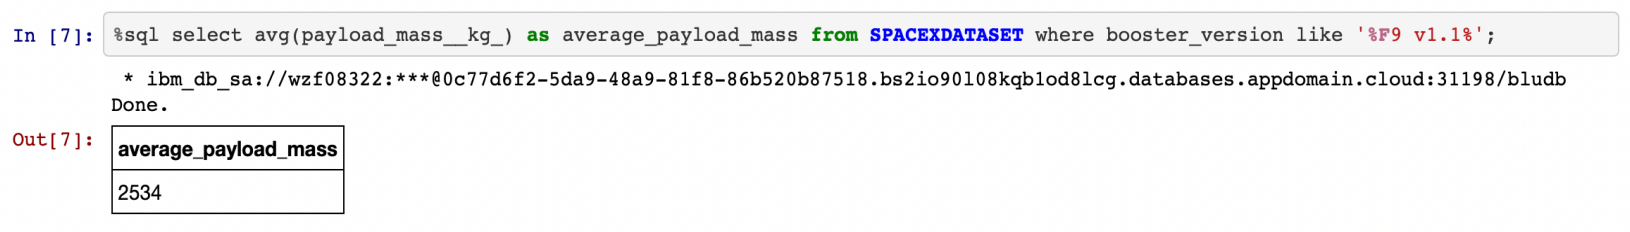 In [7]: %sql select avg(payload_mass__kg_) as average_payload_mass from SPACEXDATASET where booster_version like '%F9 v1.1%';
* ibm_db_sa://wzf08322:***@0c77d6f2-5da9-48a9-81f8-86b520b87518.bs2io90l08kqb1od8lcg.databases.appdomain.cloud:31198/bludb
Done.
Out[7]:
average_payload_mass
2534